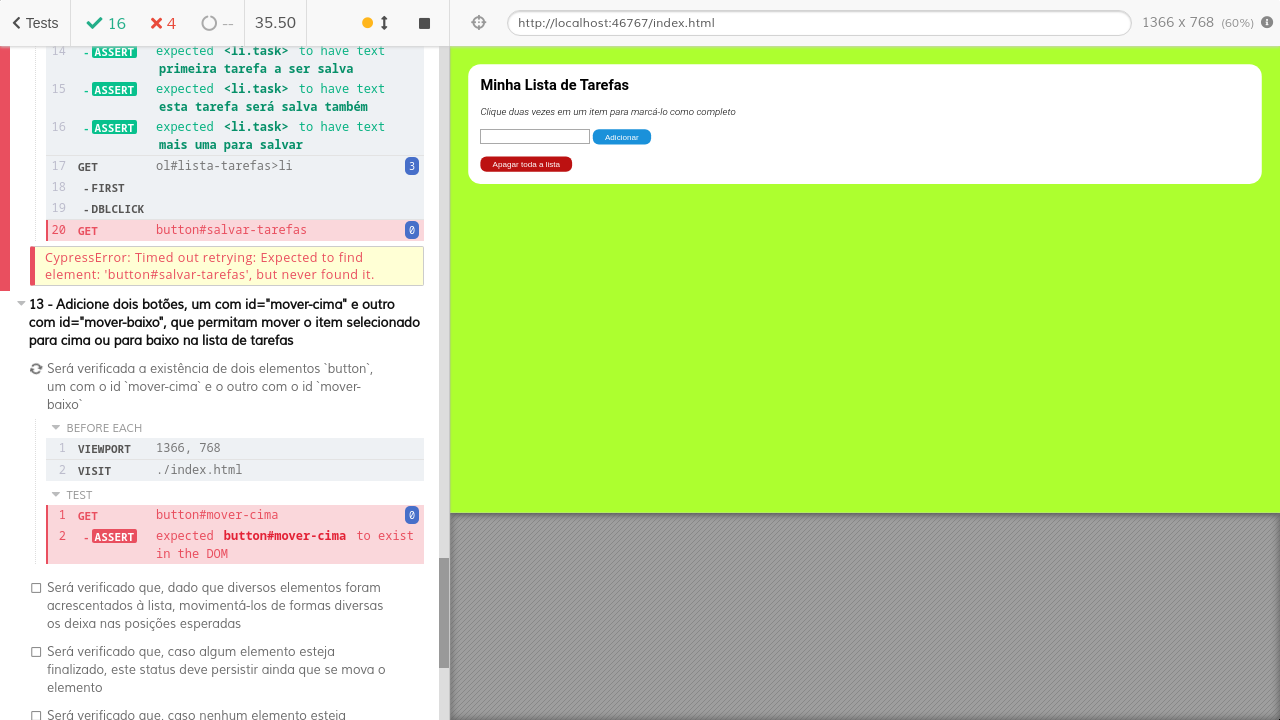 Tests 16 4 -- 35.50 http://localhost:46767/index.html 1366 x 768 (60%)
14 - ASSERT expected <li.task> to have text
primeira tarefa a ser salva
15 - ASSERT expected <li.task> to have text
esta tarefa será salva também
16 - ASSERT expected <li.task> to have text
mais uma para salvar
17 GET ol#lista-tarefas>li 3
18 - FIRST
19 - DBLCLICK
20 GET button#salvar-tarefas 0
CypressError: Timed out retrying: Expected to find
element: 'button#salvar-tarefas', but never found it.
13 - Adicione dois botões, um com id="mover-cima" e outro
com id="mover-baixo", que permitam mover o item selecionado
para cima ou para baixo na lista de tarefas
Será verificada a existência de dois elementos `button`,
um com o id `mover-cima` e o outro com o id `mover-
baixo`
BEFORE EACH
1 VIEWPORT 1366, 768
2 VISIT ./index.html
TEST
1 GET button#mover-cima 0
2 - ASSERT expected button#mover-cima to exist
in the DOM
Será verificado que, dado que diversos elementos foram
acrescentados à lista, movimentá-los de formas diversas
os deixa nas posições esperadas
Será verificado que, caso algum elemento esteja
finalizado, este status deve persistir ainda que se mova o
elemento
Será verificado que, caso nenhum elemento esteja
Minha Lista de Tarefas
Clique duas vezes em um item para marcá-lo como completo
Adicionar
Apagar toda a lista